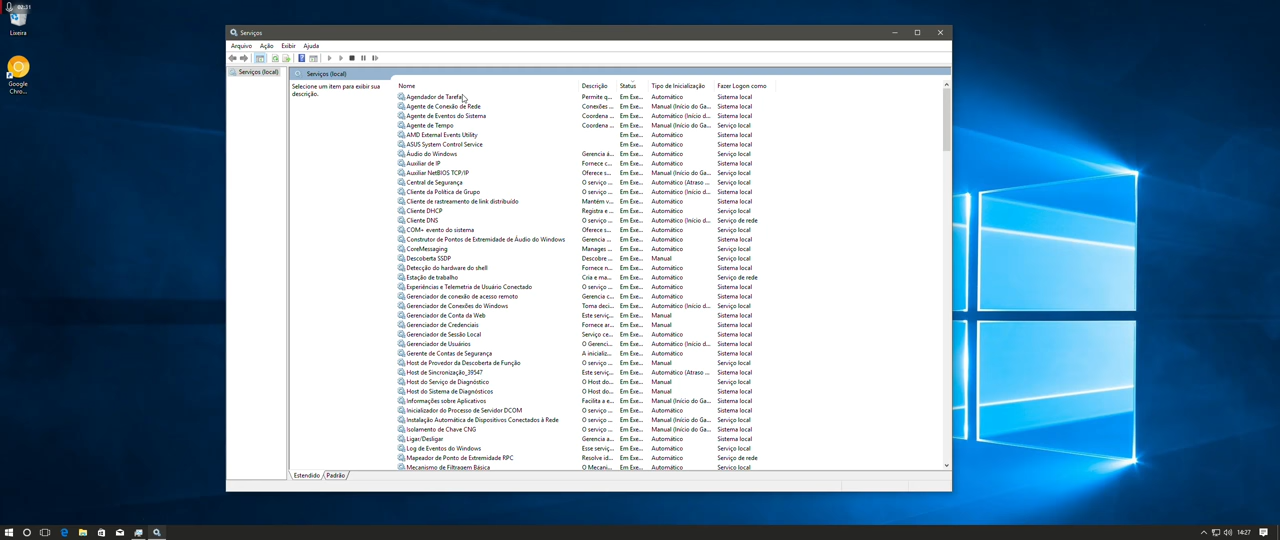 02:31
Lixeira
Google
Chro...
Serviços
Arquivo Ação Exibir Ajuda
Serviços (local)
Serviços (local)
Selecione um item para exibir sua
descrição.
Nome Descrição Status Tipo de Inicialização Fazer Logon como
Agendador de Tarefas Permite q... Em Exe... Automático Sistema local
Agente de Conexão de Rede Conexões ... Em Exe... Manual (Início do Ga... Sistema local
Agente de Eventos do Sistema Coordena ... Em Exe... Automático (Início d... Sistema local
Agente de Tempo Coordena ... Em Exe... Manual (Início do Ga... Serviço local
AMD External Events Utility Em Exe... Automático Sistema local
ASUS System Control Service Em Exe... Automático Sistema local
Áudio do Windows Gerencia á... Em Exe... Automático Serviço local
Auxiliar de IP Fornece c... Em Exe... Automático Sistema local
Auxiliar NetBIOS TCP/IP Oferece s... Em Exe... Manual (Início do Ga... Serviço local
Central de Segurança O serviço ... Em Exe... Automático (Atraso ... Serviço local
Cliente da Política de Grupo O serviço ... Em Exe... Automático (Início d... Sistema local
Cliente de rastreamento de link distribuído Mantém v... Em Exe... Automático Sistema local
Cliente DHCP Registra e ... Em Exe... Automático Serviço local
Cliente DNS O serviço ... Em Exe... Automático (Início d... Serviço de rede
COM+ evento do sistema Oferece s... Em Exe... Automático Serviço local
Construtor de Pontos de Extremidade de Áudio do Windows Gerencia ... Em Exe... Automático Sistema local
CoreMessaging Manages ... Em Exe... Automático Serviço local
Descoberta SSDP Descobre ... Em Exe... Manual Serviço local
Detecção do hardware do shell Fornece n... Em Exe... Automático Sistema local
Estação de trabalho Cria e ma... Em Exe... Automático Serviço de rede
Experiências e Telemetria de Usuário Conectado O serviço ... Em Exe... Automático Sistema local
Gerenciador de conexão de acesso remoto Gerencia c... Em Exe... Automático Sistema local
Gerenciador de Conexões do Windows Toma deci... Em Exe... Automático (Início d... Serviço local
Gerenciador de Conta da Web Este serviç... Em Exe... Manual Sistema local
Gerenciador de Credenciais Fornece ar... Em Exe... Manual Sistema local
Gerenciador de Sessão Local Serviço ce... Em Exe... Automático Sistema local
Gerenciador de Usuários O Gerenci... Em Exe... Automático (Início d... Sistema local
Gerente de Contas de Segurança A inicializ... Em Exe... Automático Sistema local
Host de Provedor da Descoberta de Função O serviço ... Em Exe... Manual Serviço local
Host de Sincronização_39547 Este serviç... Em Exe... Automático (Atraso ... Sistema local
Host do Serviço de Diagnóstico O Host do... Em Exe... Manual Serviço local
Host do Sistema de Diagnósticos O Host do... Em Exe... Manual Sistema local
Informações sobre Aplicativos Facilita a e... Em Exe... Manual (Início do Ga... Sistema local
Inicializador do Processo de Servidor DCOM O serviço ... Em Exe... Automático Sistema local
Instalação Automática de Dispositivos Conectados à Rede O serviço ... Em Exe... Manual (Início do Ga... Serviço local
Isolamento de Chave CNG O serviço ... Em Exe... Manual (Início do Ga... Sistema local
Ligar/Desligar Gerencia a... Em Exe... Automático Sistema local
Log de Eventos do Windows Esse serviç... Em Exe... Automático Serviço local
Mapeador de Ponto de Extremidade RPC Resolve id... Em Exe... Automático Serviço de rede
Mecanismo de Filtragem Básica O Mecani... Em Exe... Automático Serviço local
Estendido Padrão
14:27